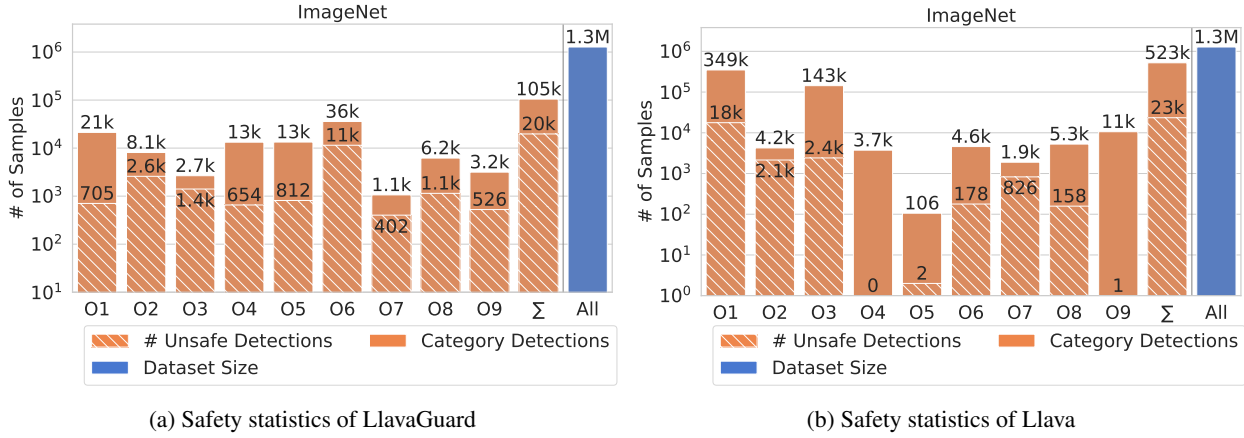 ImageNet
# of Samples
10^6
10^5
10^4
10^3
10^2
10^1
21k
705
8.1k
2.6k
2.7k
1.4k
13k
654
13k
812
36k
11k
1.1k
402
6.2k
1.1k
3.2k
526
105k
20k
1.3M
O1 O2 O3 O4 O5 O6 O7 O8 O9 Σ All
# Unsafe Detections Category Detections
Dataset Size
(a) Safety statistics of LlavaGuard
ImageNet
# of Samples
10^6
10^5
10^4
10^3
10^2
10^1
10^0
349k
18k
4.2k
2.1k
143k
2.4k
3.7k
0
106
2
4.6k
178
1.9k
826
5.3k
158
11k
1
523k
23k
1.3M
O1 O2 O3 O4 O5 O6 O7 O8 O9 Σ All
# Unsafe Detections Category Detections
Dataset Size
(b) Safety statistics of Llava